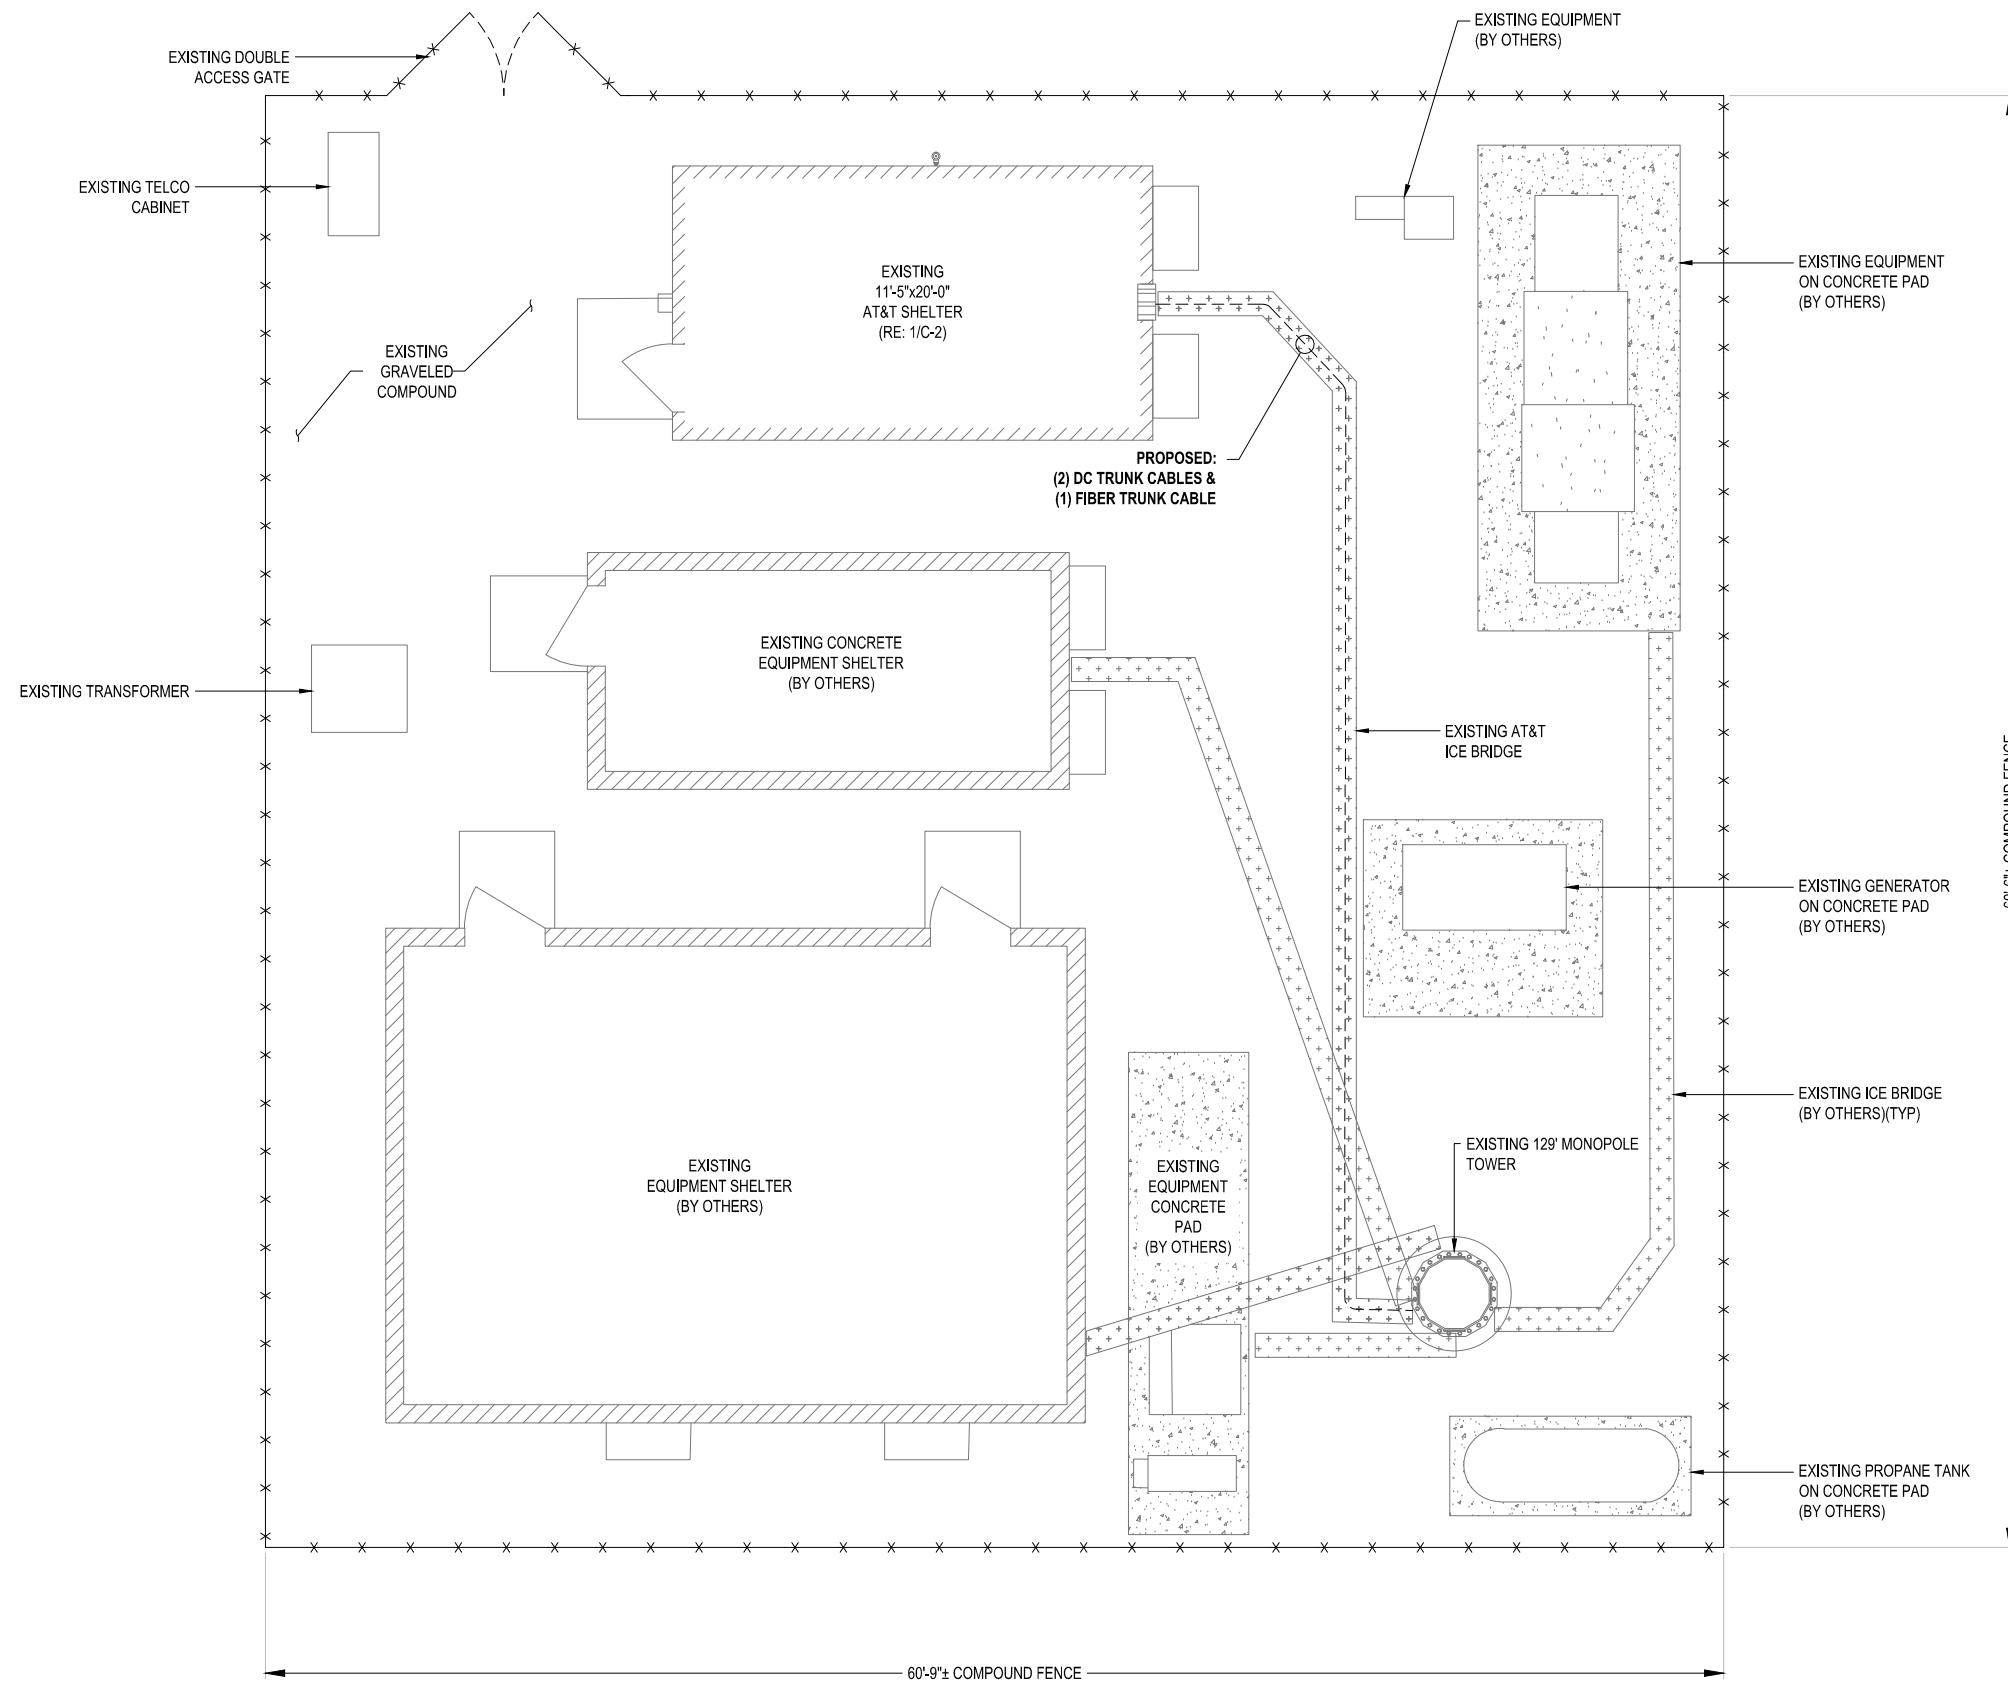 EXISTING EQUIPMENT
(BY OTHERS)
EXISTING DOUBLE
ACCESS GATE
EXISTING TELCO
CABINET
EXISTING
11'-5"x20'-0"
AT&T SHELTER
(RE: 1/C-2)
EXISTING EQUIPMENT
ON CONCRETE PAD
(BY OTHERS)
EXISTING
GRAVELED
COMPOUND
PROPOSED:
(2) DC TRUNK CABLES &
(1) FIBER TRUNK CABLE
EXISTING CONCRETE
EQUIPMENT SHELTER
(BY OTHERS)
EXISTING TRANSFORMER
EXISTING AT&T
ICE BRIDGE
COMPOUND FENCE
EXISTING GENERATOR
ON CONCRETE PAD
(BY OTHERS)
EXISTING ICE BRIDGE
(BY OTHERS)(TYP)
EXISTING 129' MONOPOLE
TOWER
EXISTING
EQUIPMENT SHELTER
(BY OTHERS)
EXISTING
EQUIPMENT
CONCRETE
PAD
(BY OTHERS)
EXISTING PROPANE TANK
ON CONCRETE PAD
(BY OTHERS)
60'-9"± COMPOUND FENCE